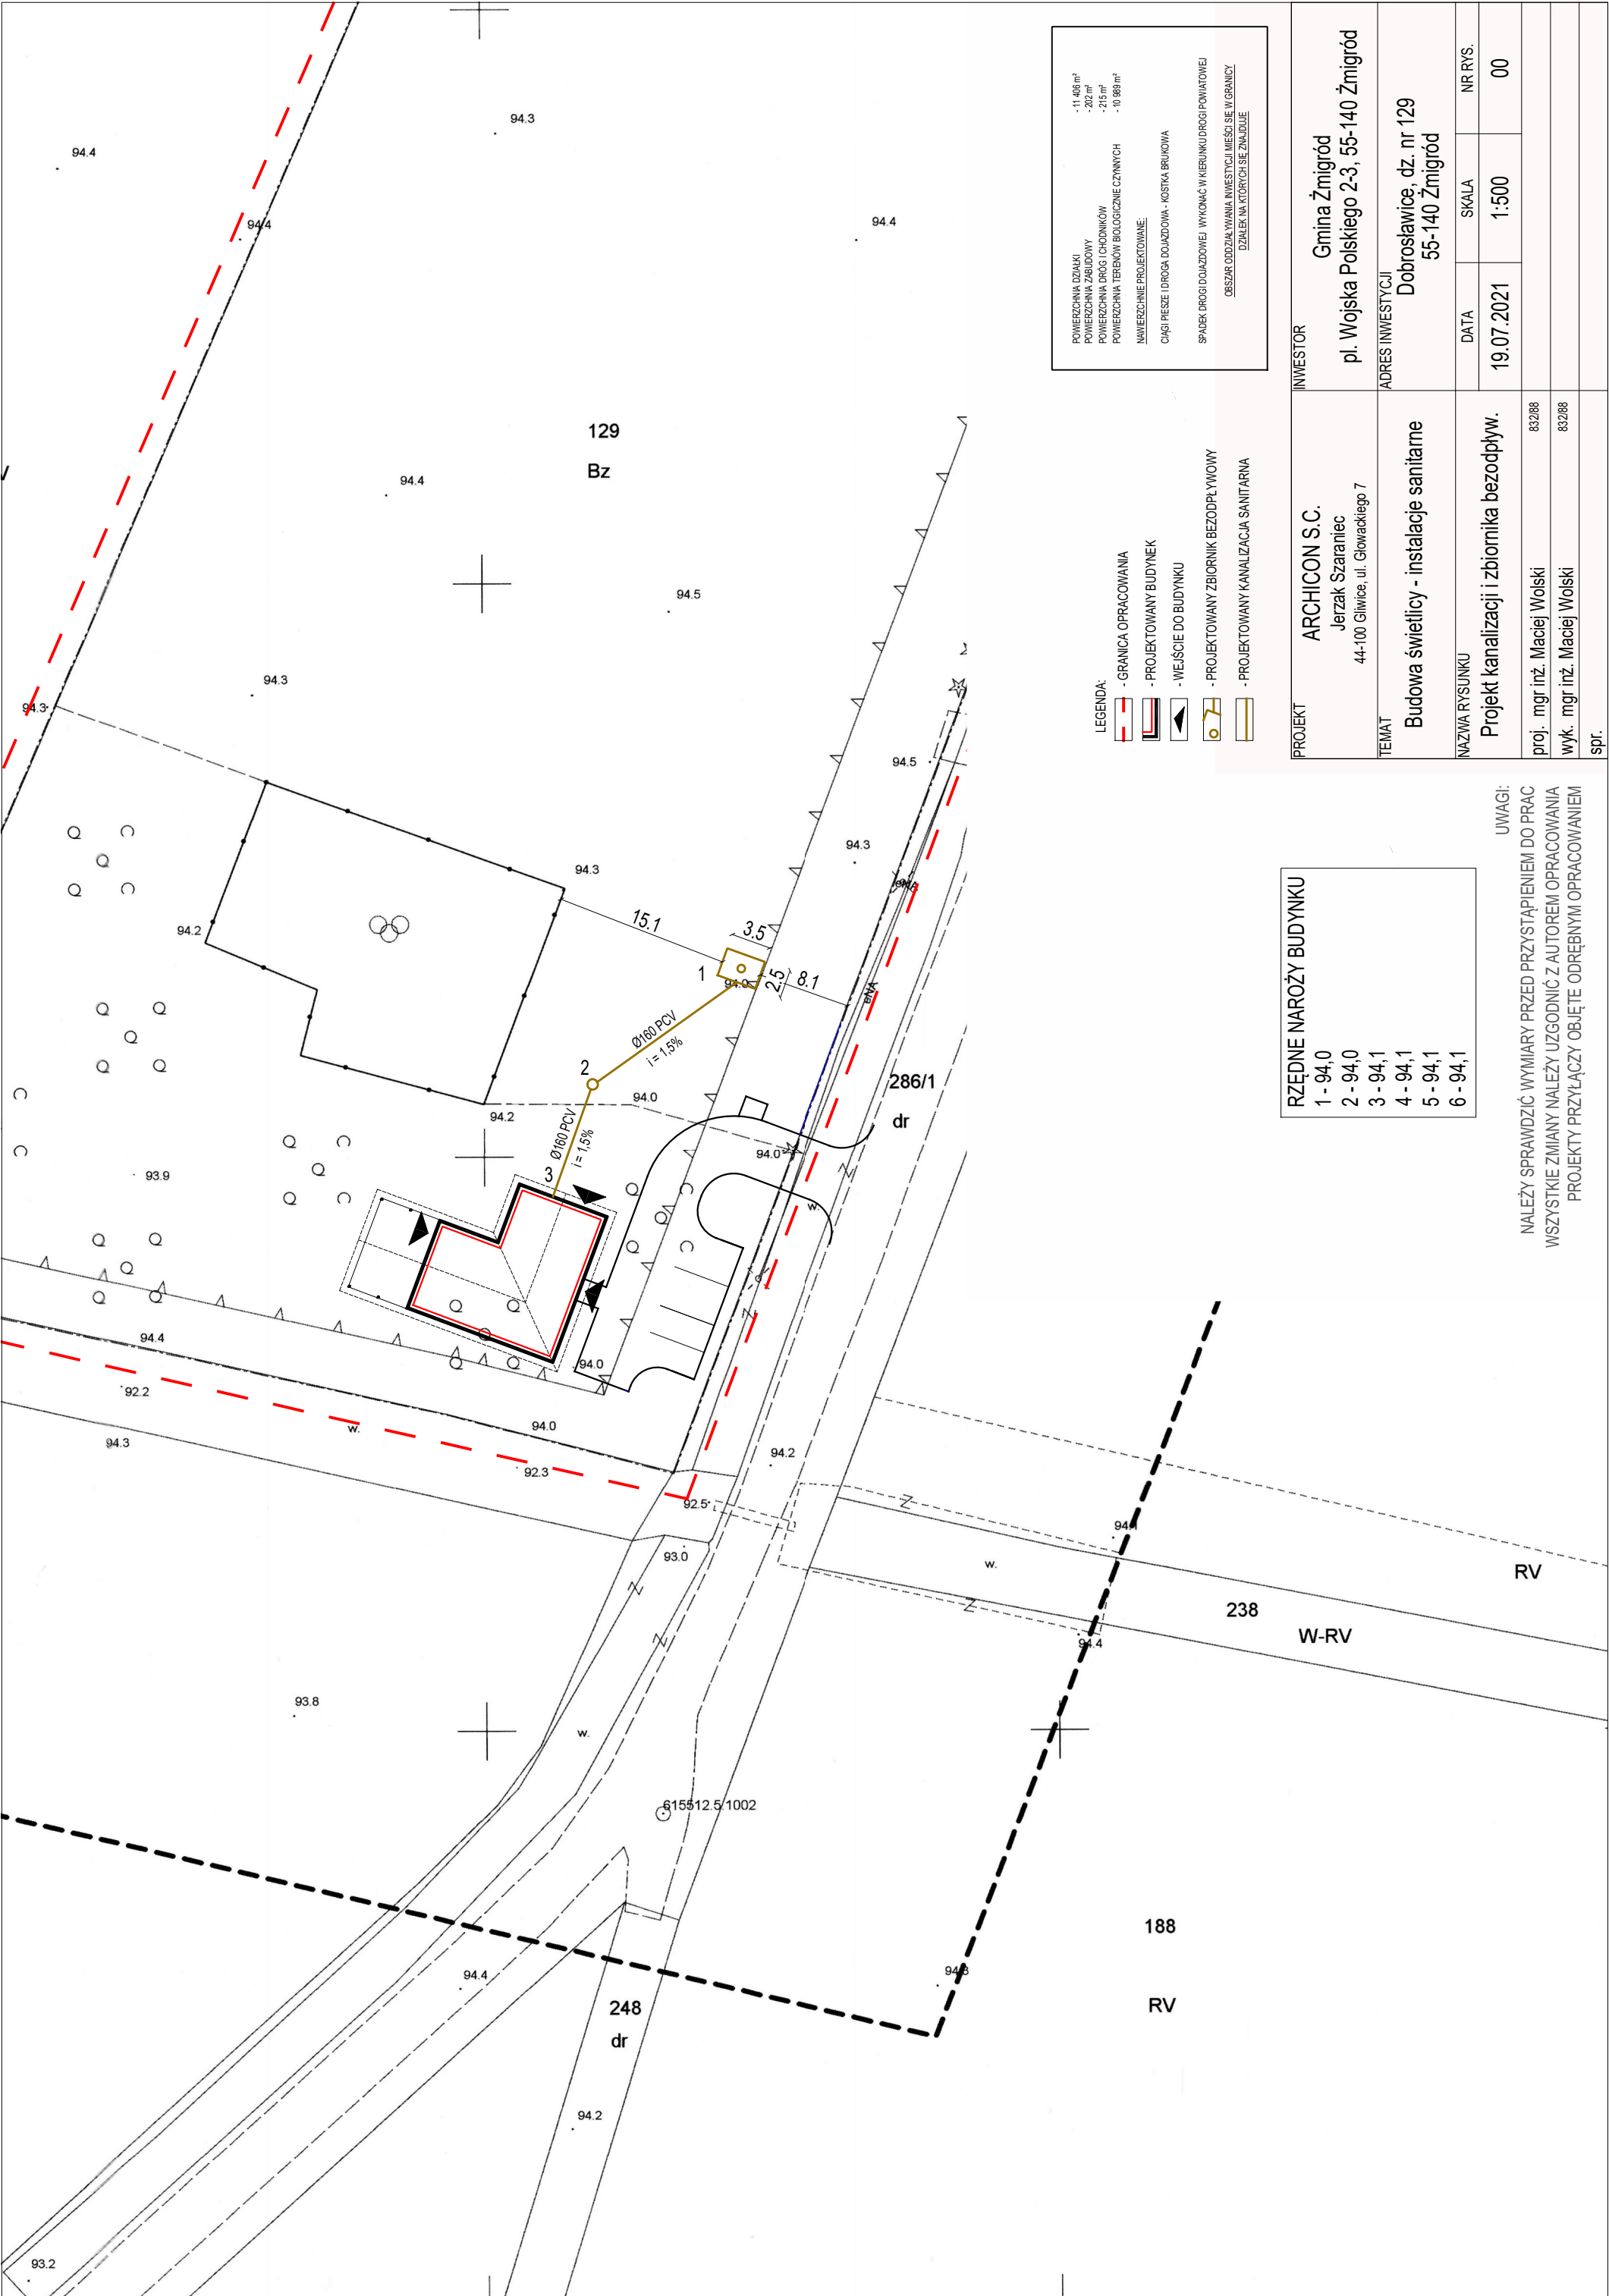 94.4
94.3
94.4
94.4
129
Bz
94.4
94.5
94.3
94.3
94.5
94.3
94.3
94.2
15.1
3.5
1
94.0
2.5
8.1
eNA
eNA
Ø160 PCV
i = 1,5%
2
94.0
94.2
286/1
dr
Ø160 PCV
i = 1,5%
3
94.0
93.9
w.
94.4
92.2
94.0
94.0
w.
94.3
92.3
94.2
92.5
93.0
94.1
w.
RV
238
W-RV
94.4
93.8
w.
615512.5.1002
188
RV
94.4
94.3
248
dr
94.2
93.2
POWIERZCHNIA DZIAŁKI - 11 406 m²
POWIERZCHNIA ZABUDOWY - 202 m²
POWIERZCHNIA DRÓG I CHODNIKÓW - 215 m²
POWIERZCHNIA TERENÓW BIOLOGICZNIE CZYNNYCH - 10 989 m²
NAWIERZCHNIE PROJEKTOWANE:
CIĄGI PIESZE I DROGA DOJAZDOWA - KOSTKA BRUKOWA
SPADEK DROGI DOJAZDOWEJ WYKONAĆ W KIERUNKU DROGI POWIATOWEJ
OBSZAR ODDZIAŁYWANIA INWESTYCJI MIEŚCI SIĘ W GRANICY
DZIAŁEK NA KTÓRYCH SIĘ ZNAJDUJE
LEGENDA:
- GRANICA OPRACOWANIA
- PROJEKTOWANY BUDYNEK
- WEJŚCIE DO BUDYNKU
- PROJEKTOWANY ZBIORNIK BEZODPŁYWOWY
- PROJEKTOWANY KANALIZACJA SANITARNA
PROJEKT
ARCHICON S.C.
Jerzak Szaraniec
44-100 Gliwice, ul. Głowackiego 7
INWESTOR
Gmina Żmigród
pl. Wojska Polskiego 2-3, 55-140 Żmigród
TEMAT
Budowa świetlicy - instalacje sanitarne
ADRES INWESTYCJI
Dobrosławice, dz. nr 129
55-140 Żmigród
NAZWA RYSUNKU
Projekt kanalizacji i zbiornika bezodpływ.
DATA SKALA NR RYS.
19.07.2021 1:500 00
proj. mgr inż. Maciej Wolski 832/88
wyk. mgr inż. Maciej Wolski 832/88
spr.
RZĘDNE NAROŻY BUDYNKU
1 - 94,0
2 - 94,0
3 - 94,1
4 - 94,1
5 - 94,1
6 - 94,1
UWAGI:
NALEŻY SPRAWDZIĆ WYMIARY PRZED PRZYSTĄPIENIEM DO PRAC
WSZYSTKIE ZMIANY NALEŻY UZGODNIĆ Z AUTOREM OPRACOWANIA
PROJEKTY PRZYŁĄCZY OBJĘTE ODRĘBNYM OPRACOWANIEM